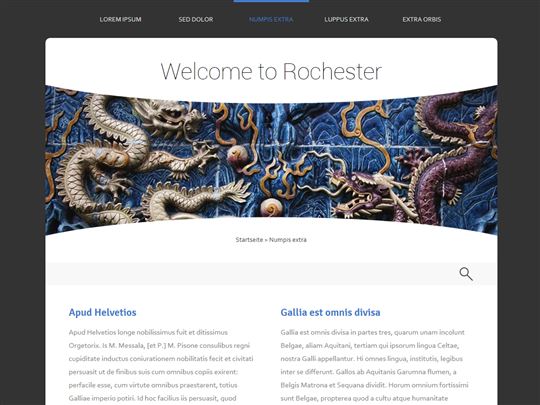 LOREM IPSUM
SED DOLOR
NUMPIS EXTRA
LUPPUS EXTRA
EXTRA ORBIS
Welcome to Rochester
Startseite » Numpis extra
Apud Helvetios
Apud Helvetios longe nobilissimus fuit et ditissimus
Orgetorix. Is M. Messala, [et P.] M. Pisone consulibus regni
cupiditate inductus coniurationem nobilitatis fecit et civitati
persuasit ut de finibus suis cum omnibus copiis exirent:
perfacile esse, cum virtute omnibus praestarent, totius
Galliae imperio potiri. Id hoc facilius iis persuasit, quod
Gallia est omnis divisa
Gallia est omnis divisa in partes tres, quarum unam incolunt
Belgae, aliam Aquitani, tertiam qui ipsorum lingua Celtae,
nostra Galli appellantur. Hi omnes lingua, institutis, legibus
inter se differunt. Gallos ab Aquitanis Garumna flumen, a
Belgis Matrona et Sequana dividit. Horum omnium fortissimi
sunt Belgae, propterea quod a cultu atque humanitate